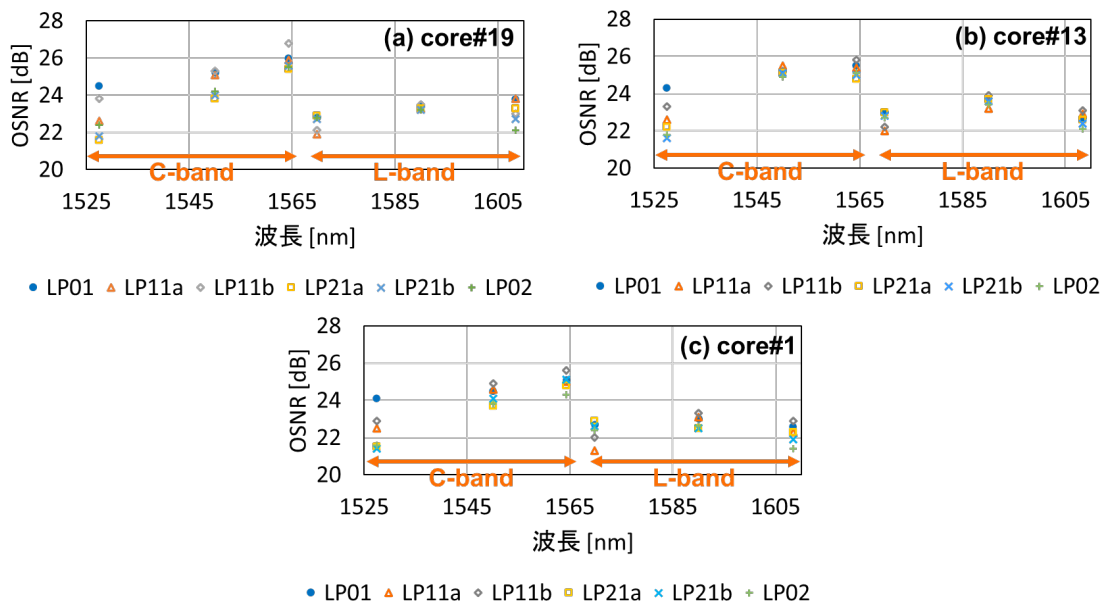 (a) core#19
OSNR [dB]
28
26
24
22
20
C-band
L-band
1525 1545 1565 1585 1605
波長 [nm]
LP01 LP11a LP11b LP21a LP21b LP02
(b) core#13
OSNR [dB]
28
26
24
22
20
C-band
L-band
1525 1545 1565 1585 1605
波長 [nm]
LP01 LP11a LP11b LP21a LP21b LP02
(c) core#1
OSNR [dB]
28
26
24
22
20
C-band
L-band
1525 1545 1565 1585 1605
波長 [nm]
LP01 LP11a LP11b LP21a LP21b LP02